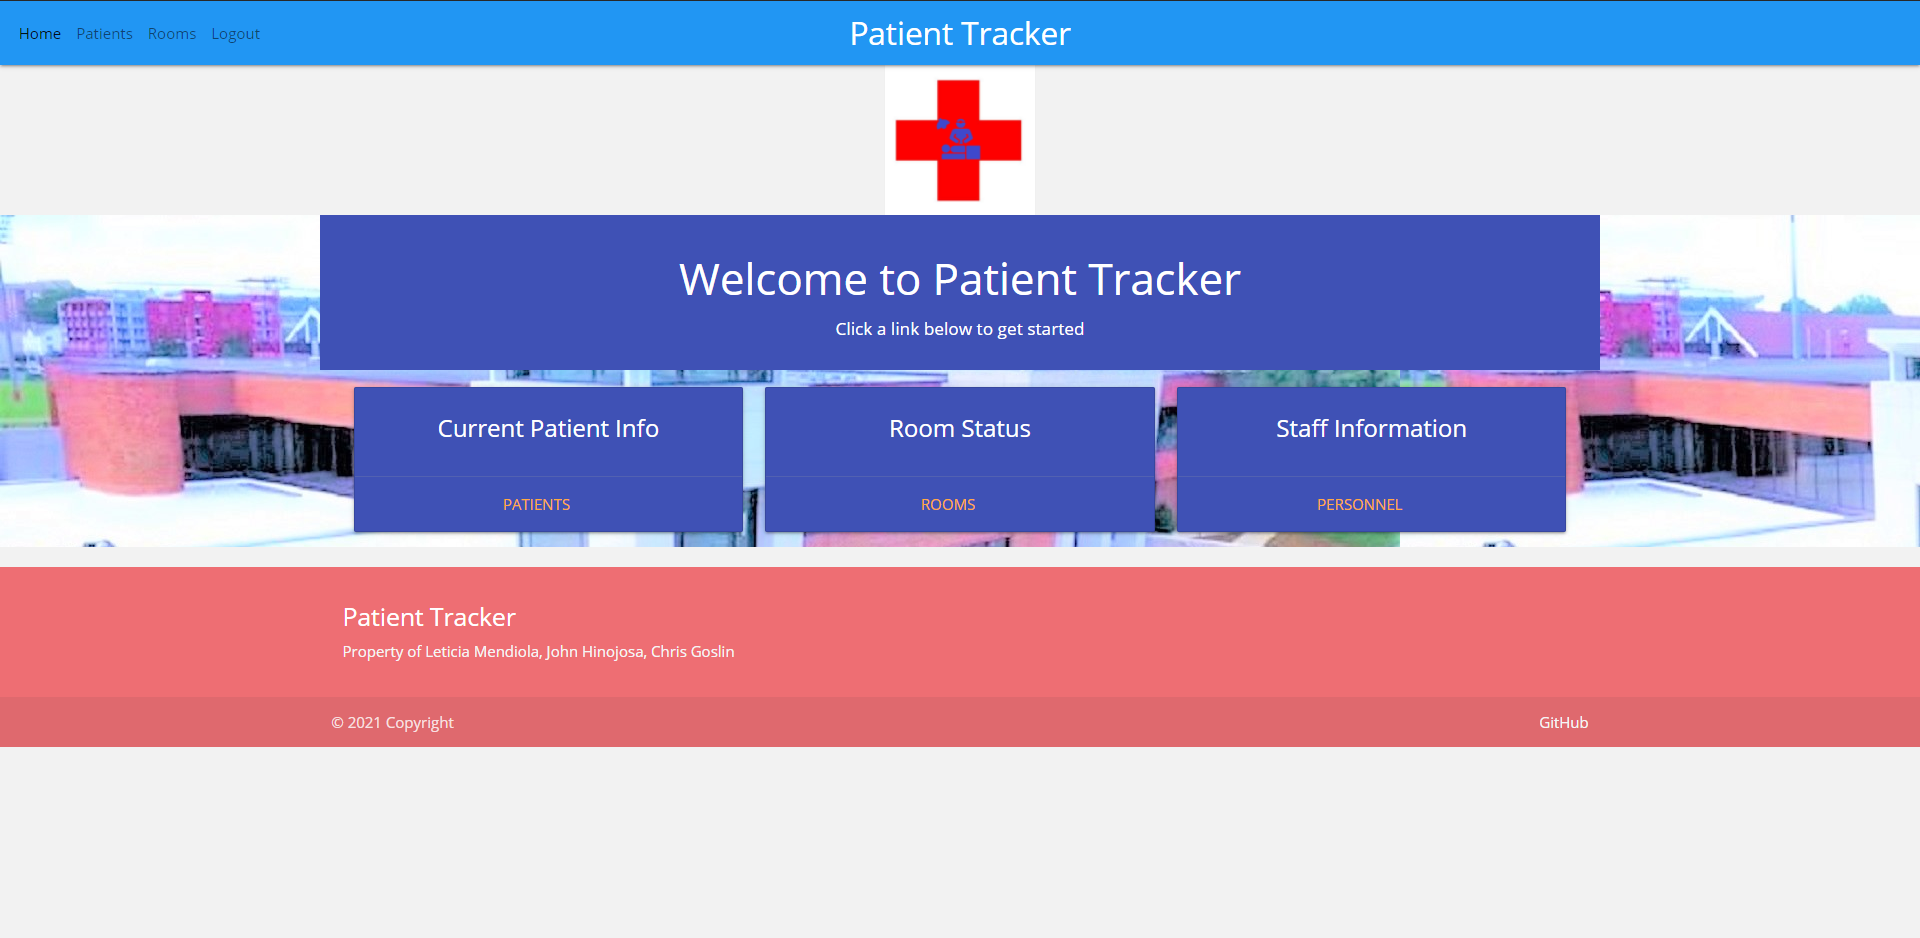 Home Patients Rooms Logout
Patient Tracker
Welcome to Patient Tracker
Click a link below to get started
Current Patient Info
PATIENTS
Room Status
ROOMS
Staff Information
PERSONNEL
Patient Tracker
Property of Leticia Mendiola, John Hinojosa, Chris Goslin
© 2021 Copyright
GitHub